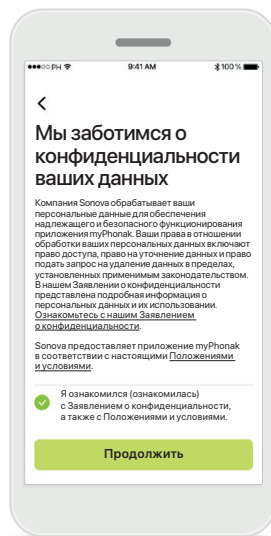 PH 9:41 AM 100%
Мы заботимся о
конфиденциальности
ваших данных
Компания Sonova обрабатывает ваши
персональные данные для обеспечения
надлежащего и безопасного функционирования
приложения myPhonak. Ваши права в отношении
обработки ваших персональных данных включают
право доступа, право на уточнение данных и право
подать запрос на удаление данных в пределах,
установленных применимым законодательством.
В нашем Заявлении о конфиденциальности
представлена подробная информация о
персональных данных и их использовании.
Ознакомьтесь с нашим Заявлением
о конфиденциальности.
Sonova предоставляет приложение myPhonak
в соответствии с настоящими Положениями
и условиями.
Я ознакомился (ознакомилась)
с Заявлением о конфиденциальности,
а также с Положениями и условиями.
Продолжить